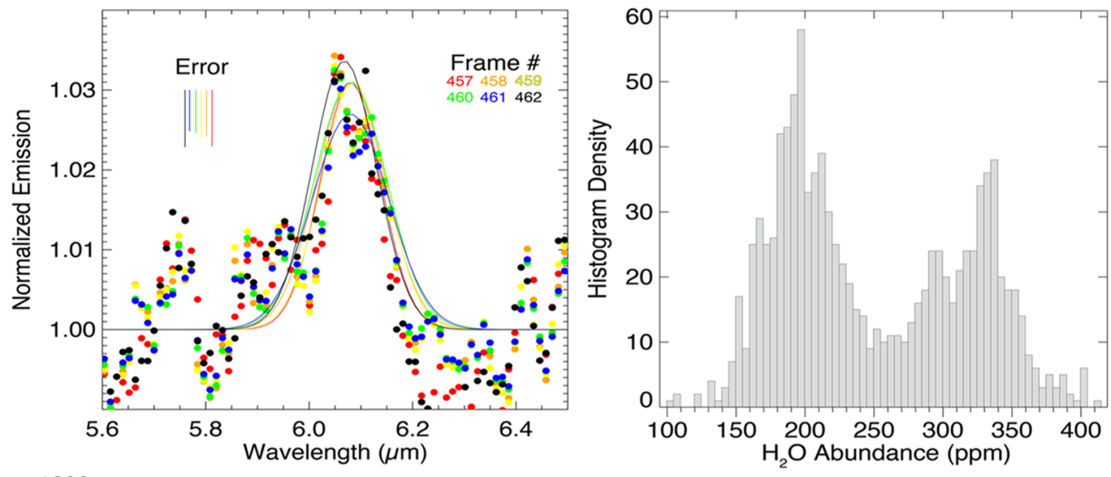 Error
Frame #
457 458 459
460 461 462
Normalized Emission
1.03
1.02
1.01
1.00
5.6 5.8 6.0 6.2 6.4
Wavelength (μm)
Histogram Density
60
50
40
30
20
10
0
100 150 200 250 300 350 400
H₂O Abundance (ppm)